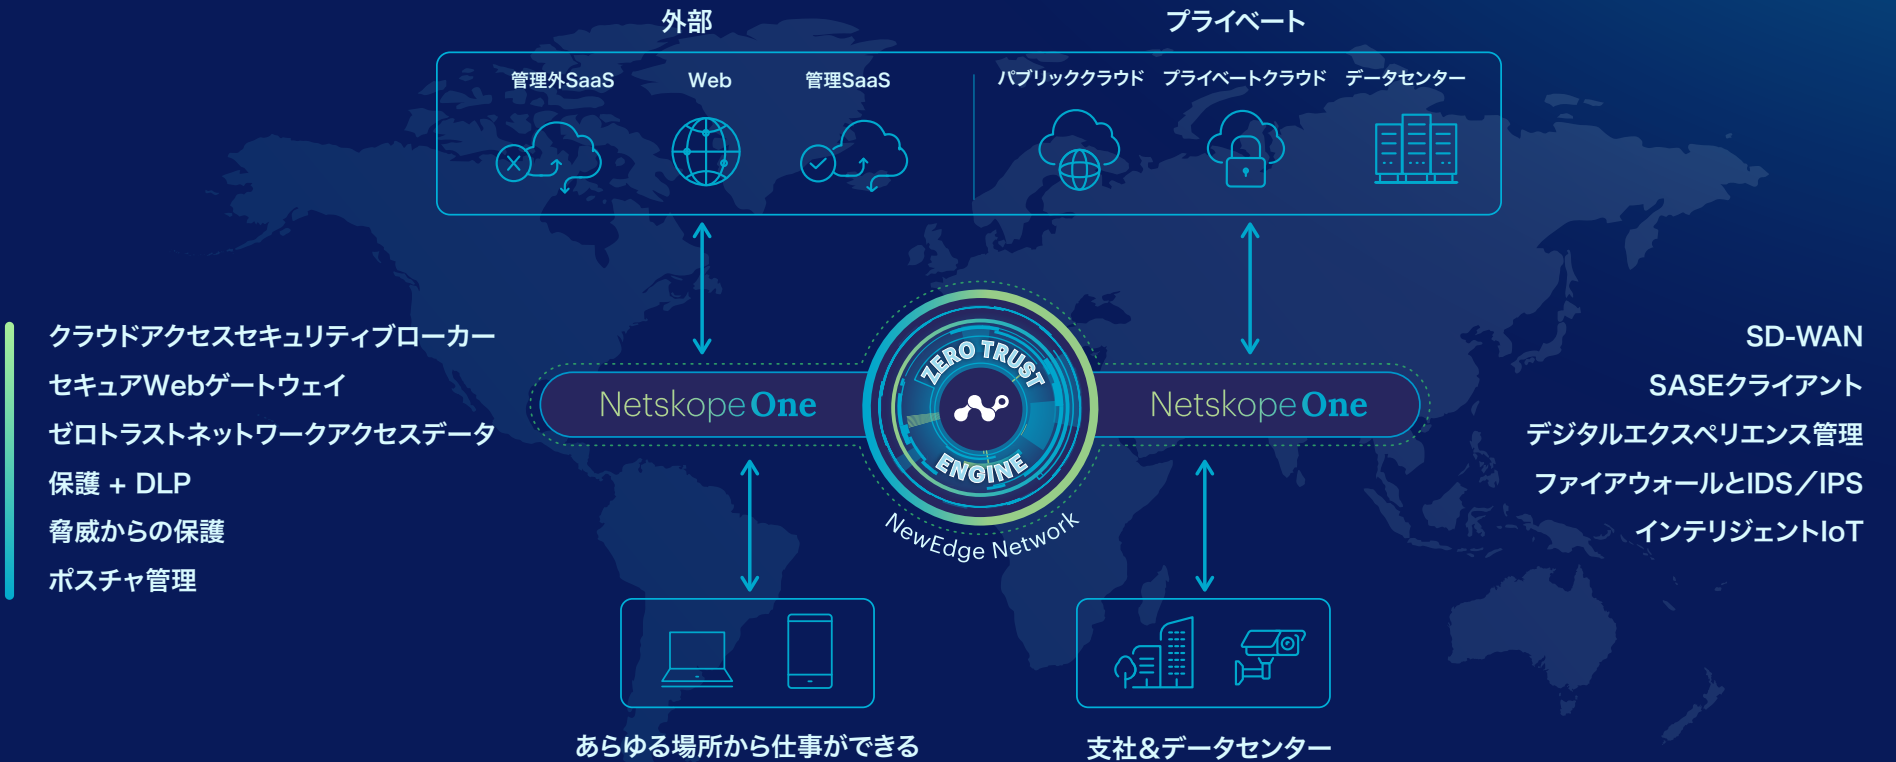 外部
プライベート
管理外SaaS
Web
管理SaaS
パブリッククラウド
プライベートクラウド
データセンター
クラウドアクセスセキュリティブローカー
セキュアWebゲートウェイ
ゼロトラストネットワークアクセスデータ
保護 + DLP
脅威からの保護
ポスチャ管理
Netskope One
ZERO TRUST
ENGINE
NewEdge Network
Netskope One
SD-WAN
SASEクライアント
デジタルエクスペリエンス管理
ファイアウォールとIDS／IPS
インテリジェントIoT
あらゆる場所から仕事ができる
支社&データセンター